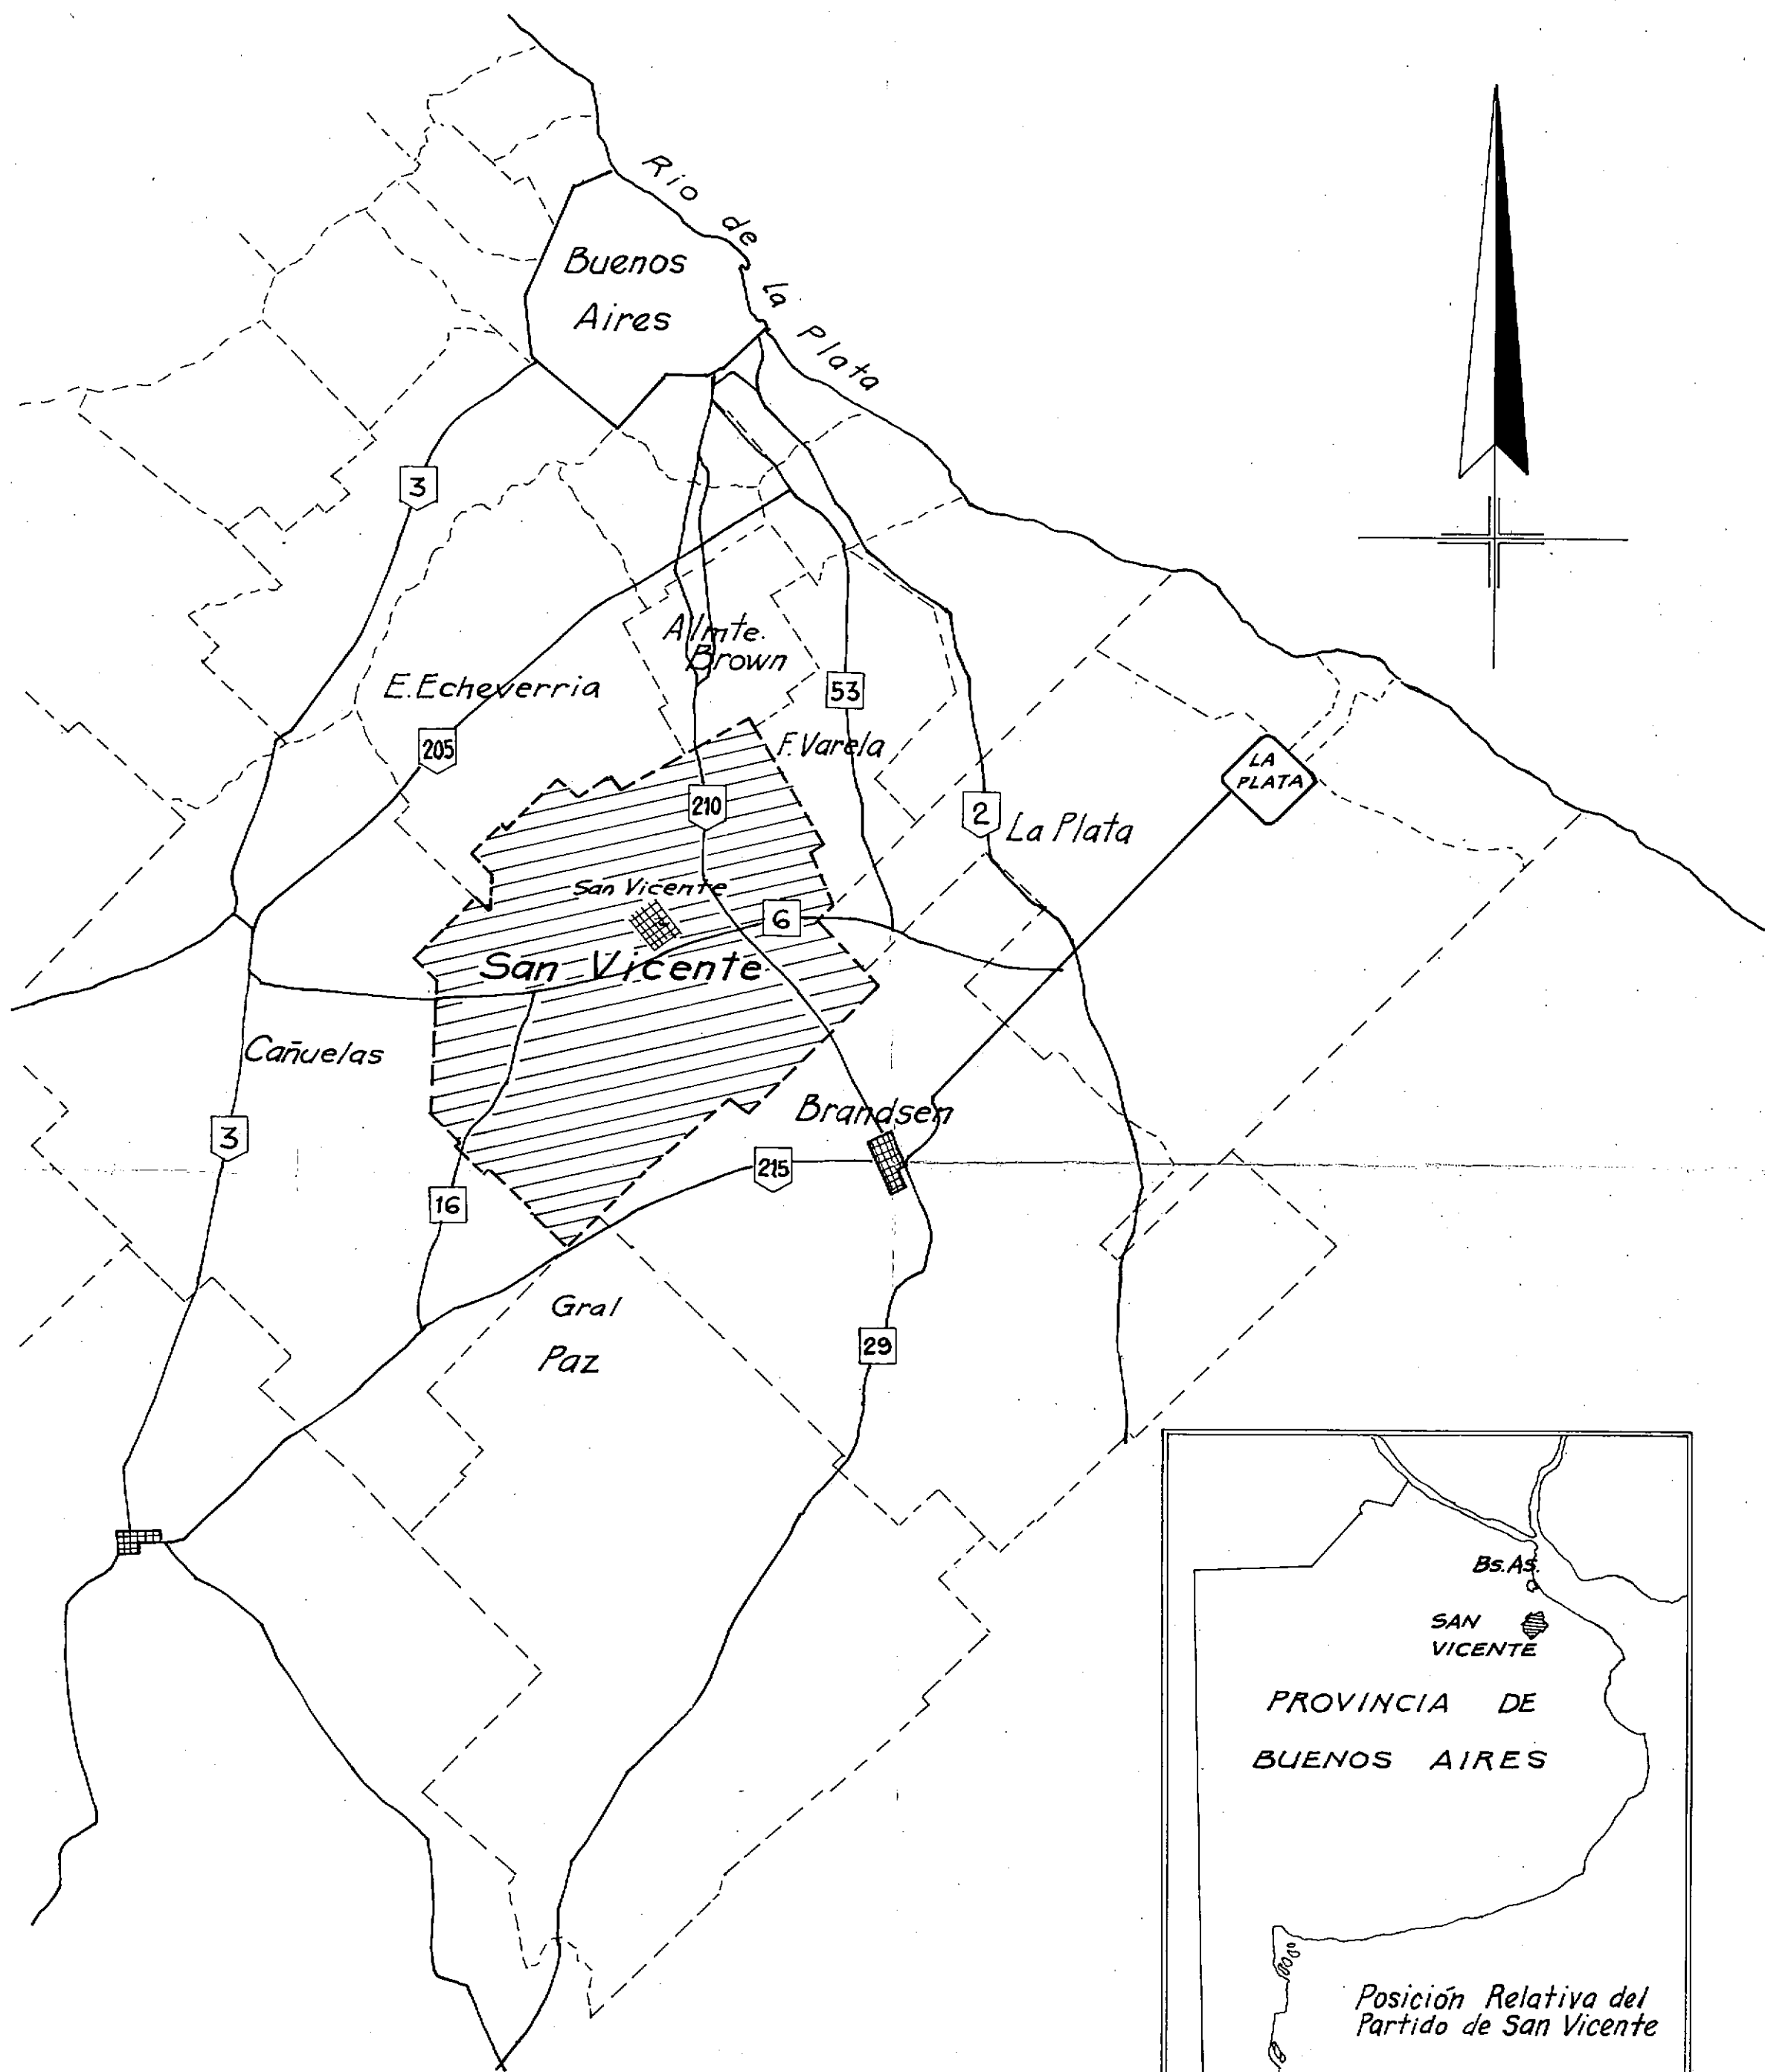 Rio de la Plata
Buenos
Aires
3
Almte.
Brown
E. Echeverria
53
205
F. Varela
LA
PLATA
210
2
La Plata
San Vicente
6
San Vicente
Cañuelas
Brandsen
3
215
16
Gral
Paz
29
Bs. As.
SAN
VICENTE
PROVINCIA DE
BUENOS AIRES
Posición Relativa del
Partido de San Vicente